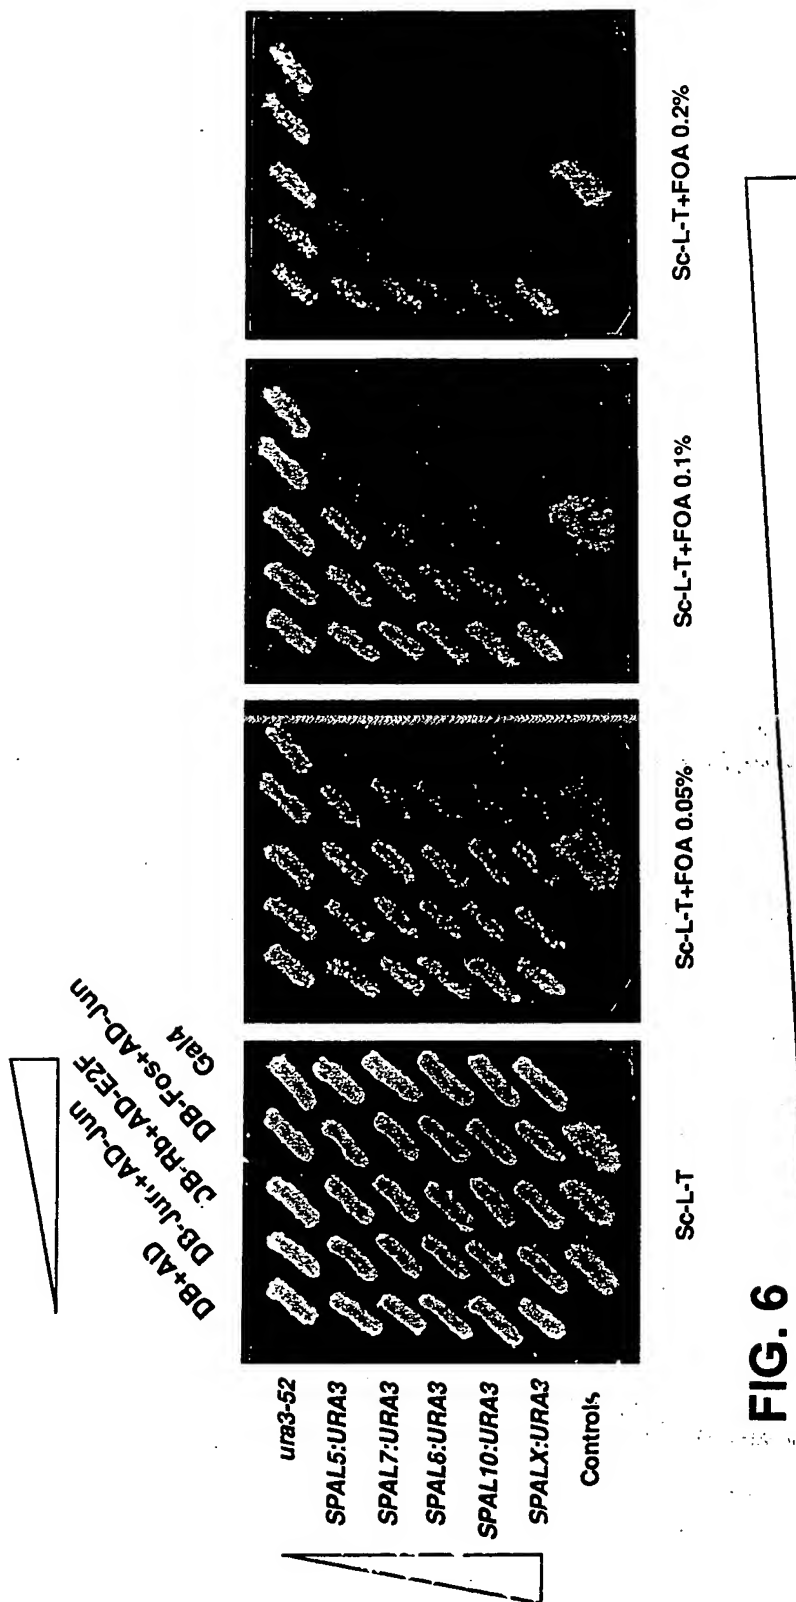 DB+AD
DB-Jun+AD-Jun
DB-Rb+AD-E2F
DB-Fos+AD-Jun
Gal4
ura3-52
SPAL5:URA3
SPAL7:URA3
SPAL8:URA3
SPAL10:URA3
SPALX:URA3
Controls
Sc-L-T
Sc-L-T+FOA 0.05%
Sc-L-T+FOA 0.1%
Sc-L-T+FOA 0.2%
FIG. 6